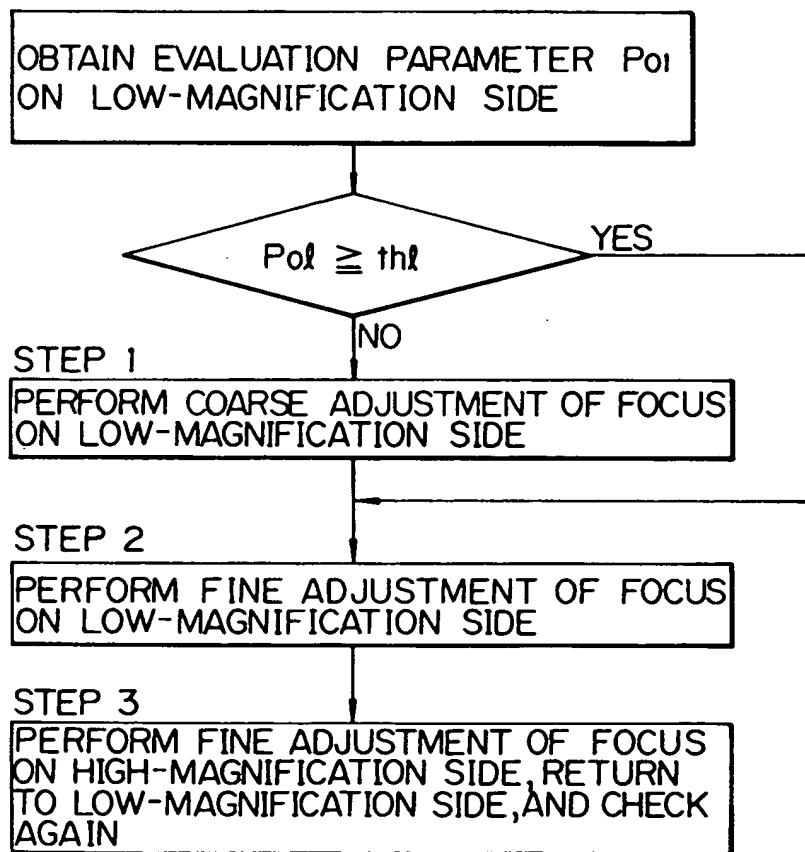 OBTAIN EVALUATION PARAMETER Pol
ON LOW-MAGNIFICATION SIDE
Poℓ ≧ thℓ
YES
NO
STEP 1
PERFORM COARSE ADJUSTMENT OF FOCUS
ON LOW-MAGNIFICATION SIDE
STEP 2
PERFORM FINE ADJUSTMENT OF FOCUS
ON LOW-MAGNIFICATION SIDE
STEP 3
PERFORM FINE ADJUSTMENT OF FOCUS
ON HIGH-MAGNIFICATION SIDE, RETURN
TO LOW-MAGNIFICATION SIDE, AND CHECK
AGAIN